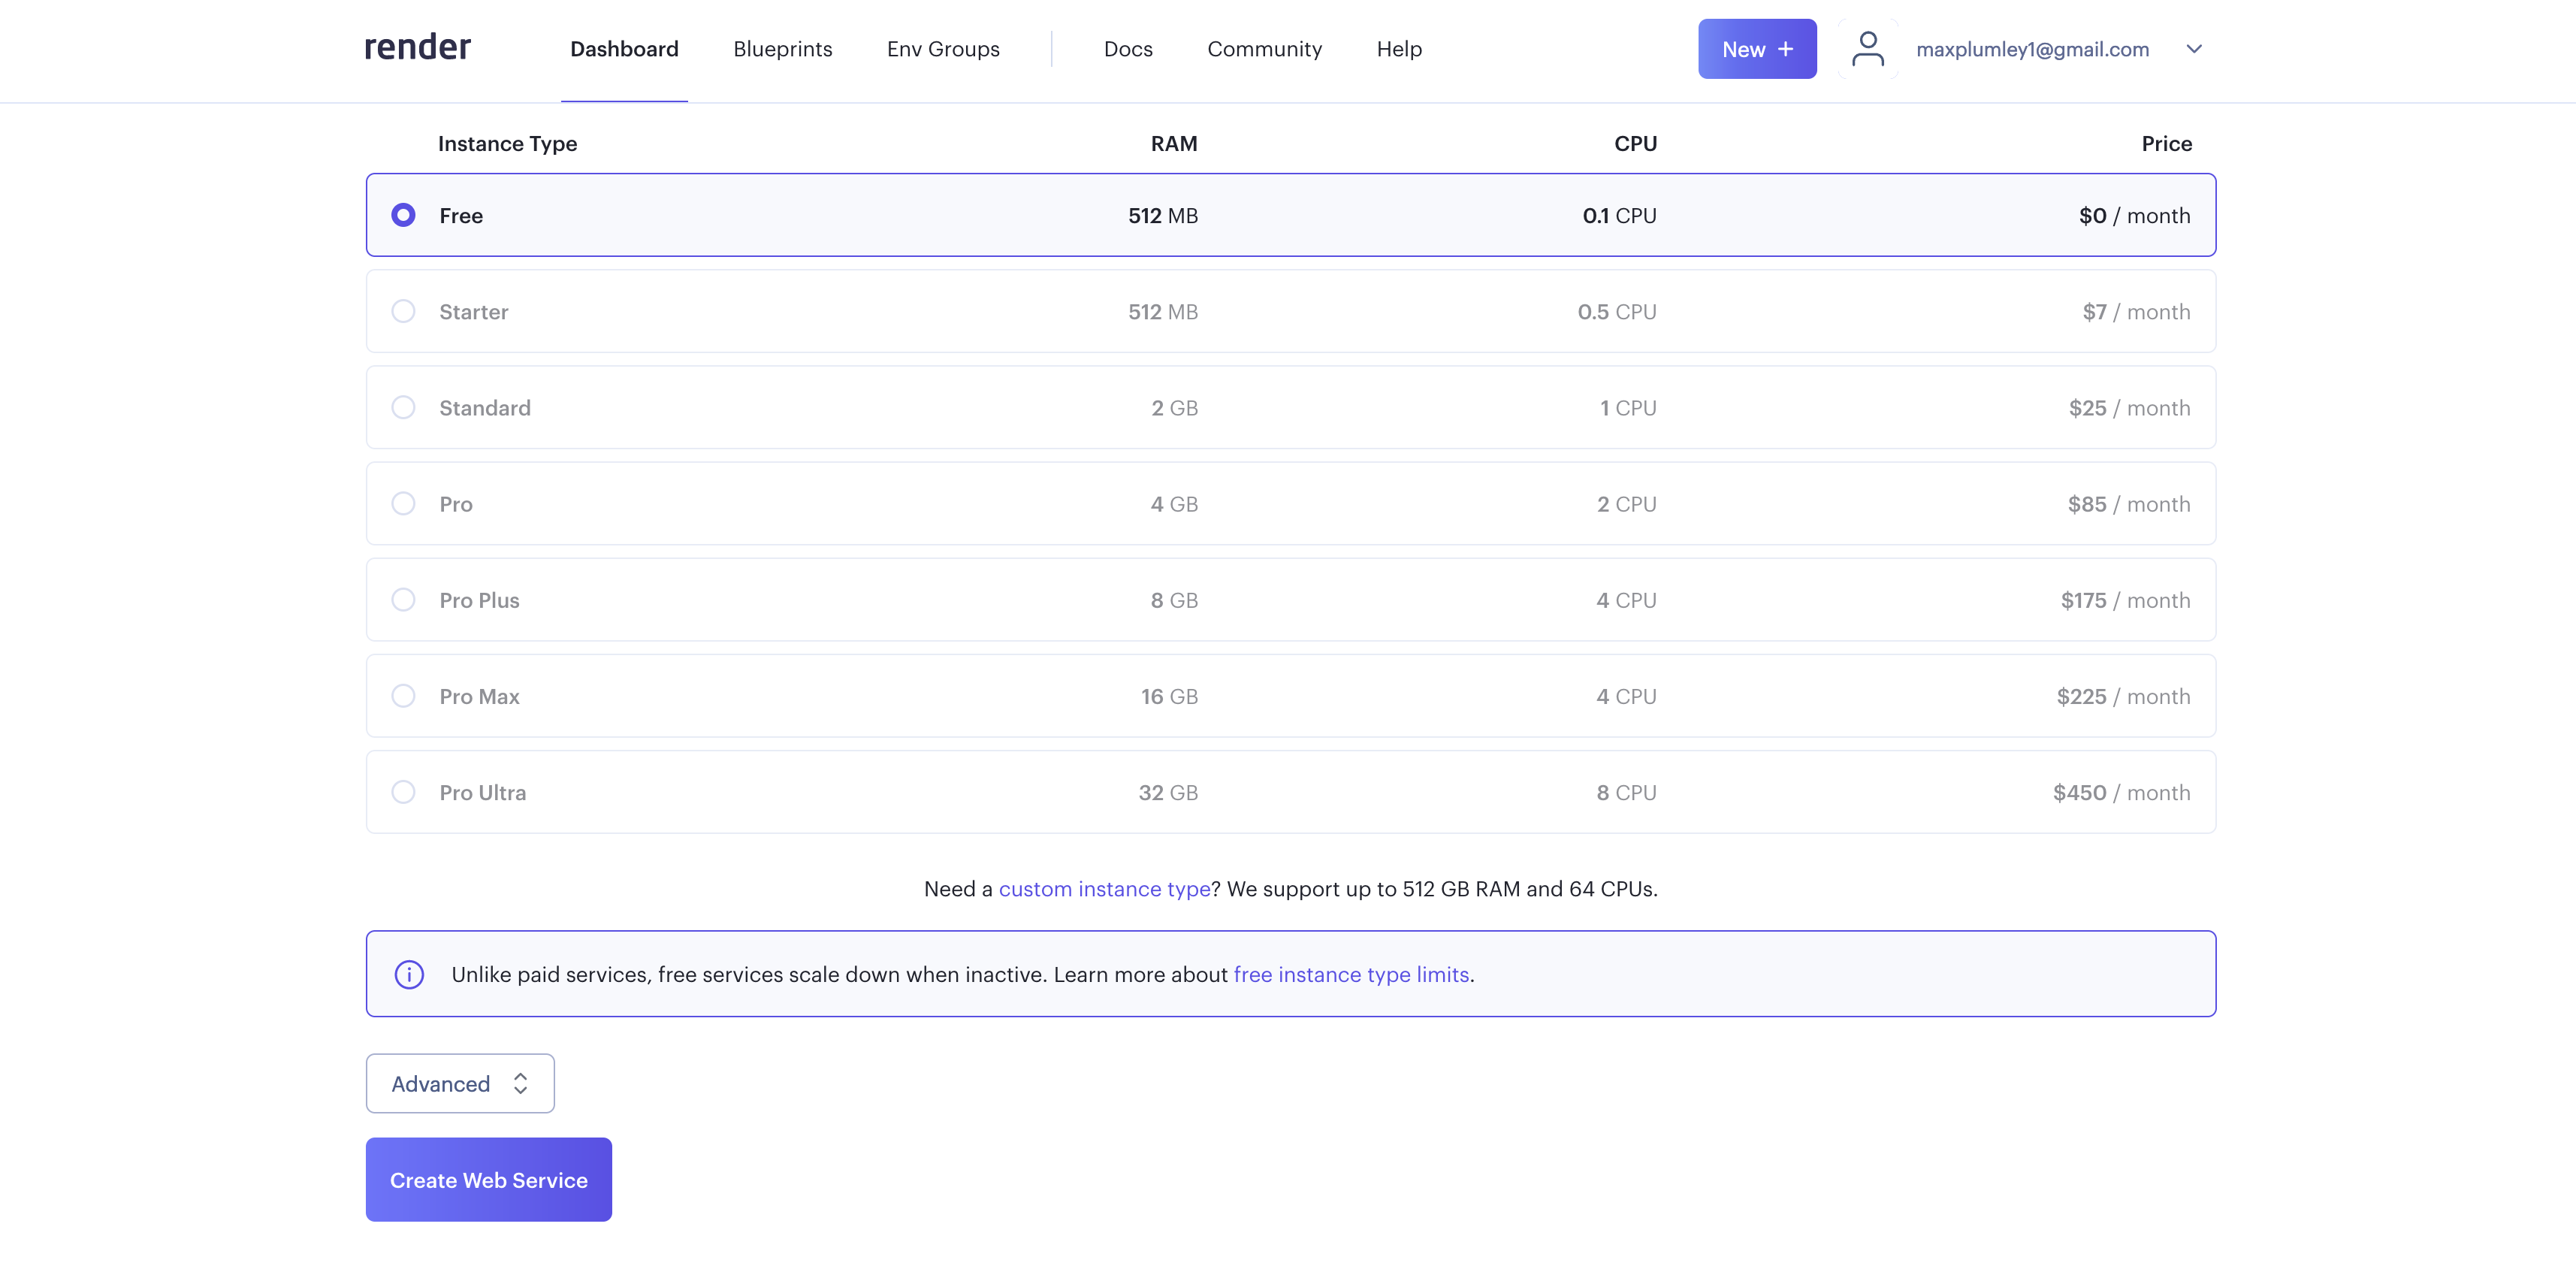 render Dashboard Blueprints Env Groups Docs Community Help New + maxplumley1@gmail.com
Instance Type RAM CPU Price
Free 512 MB 0.1 CPU $0 / month
Starter 512 MB 0.5 CPU $7 / month
Standard 2 GB 1 CPU $25 / month
Pro 4 GB 2 CPU $85 / month
Pro Plus 8 GB 4 CPU $175 / month
Pro Max 16 GB 4 CPU $225 / month
Pro Ultra 32 GB 8 CPU $450 / month
Need a custom instance type? We support up to 512 GB RAM and 64 CPUs.
Unlike paid services, free services scale down when inactive. Learn more about free instance type limits.
Advanced
Create Web Service